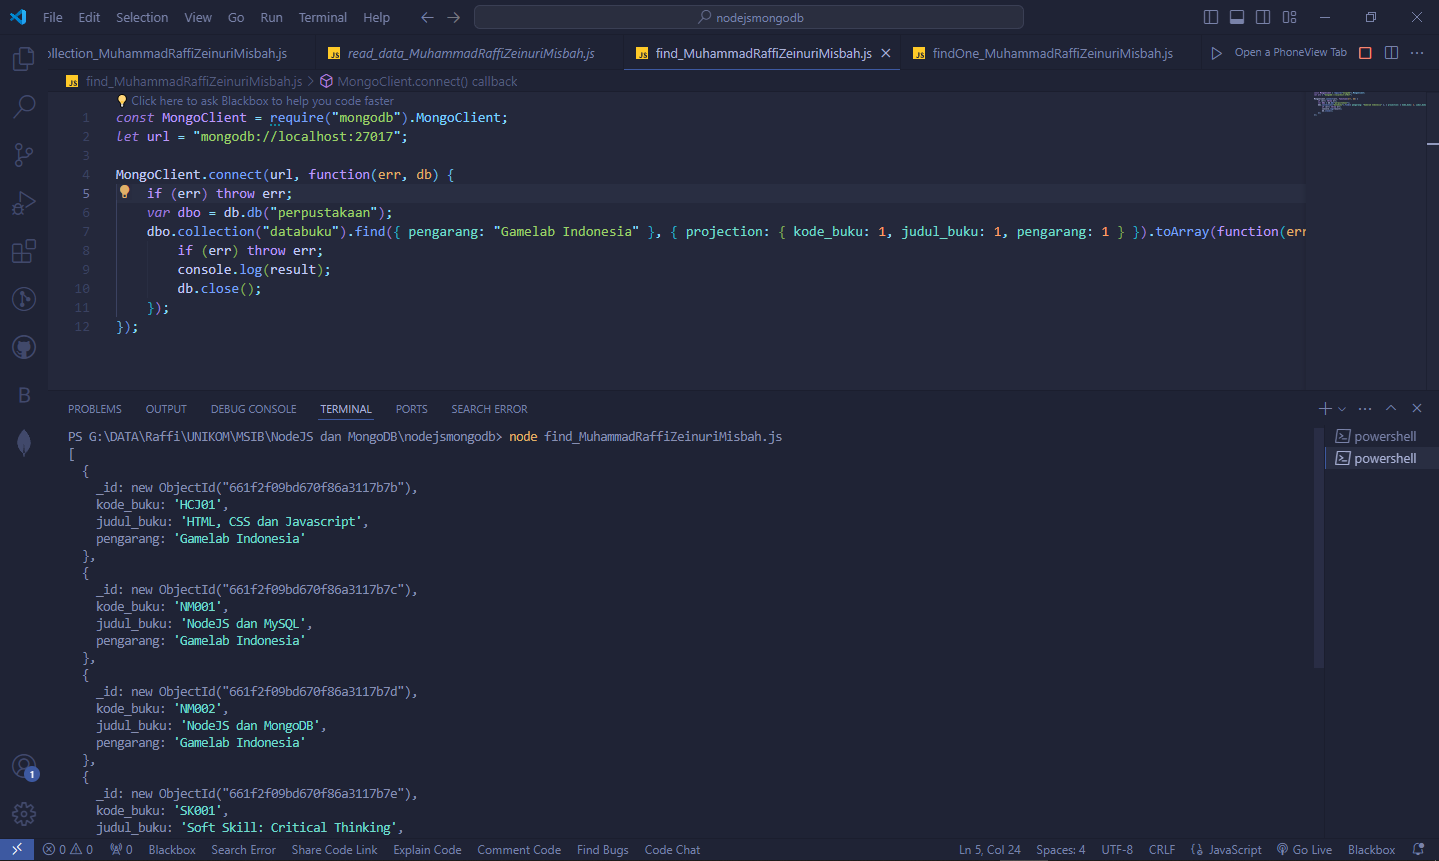 File Edit Selection View Go Run Terminal Help
nodejsmongodb
ollection_MuhammadRaffiZeinuriMisbah.js
JS read_data_MuhammadRaffiZeinuriMisbah.js
JS find_MuhammadRaffiZeinuriMisbah.js
JS findOne_MuhammadRaffiZeinuriMisbah.js
Open a PhoneView Tab
JS find_MuhammadRaffiZeinuriMisbah.js > MongoClient.connect() callback
Click here to ask Blackbox to help you code faster
1 const MongoClient = require("mongodb").MongoClient;
2 let url = "mongodb://localhost:27017";
3
4 MongoClient.connect(url, function(err, db) {
5 if (err) throw err;
6 var dbo = db.db("perpustakaan");
7 dbo.collection("databuku").find({ pengarang: "Gamelab Indonesia" }, { projection: { kode_buku: 1, judul_buku: 1, pengarang: 1 } }).toArray(function(err
8 if (err) throw err;
9 console.log(result);
10 db.close();
11 });
12 });
PROBLEMS OUTPUT DEBUG CONSOLE TERMINAL PORTS SEARCH ERROR
powershell
powershell
PS G:\DATA\Raffi\UNIKOM\MSIB\NodeJS dan MongoDB\nodejsmongodb> node find_MuhammadRaffiZeinuriMisbah.js
[
{
_id: new ObjectId("661f2f09bd670f86a3117b7b"),
kode_buku: 'HCJ01',
judul_buku: 'HTML, CSS dan Javascript',
pengarang: 'Gamelab Indonesia'
},
{
_id: new ObjectId("661f2f09bd670f86a3117b7c"),
kode_buku: 'NM001',
judul_buku: 'NodeJS dan MySQL',
pengarang: 'Gamelab Indonesia'
},
{
_id: new ObjectId("661f2f09bd670f86a3117b7d"),
kode_buku: 'NM002',
judul_buku: 'NodeJS dan MongoDB',
pengarang: 'Gamelab Indonesia'
},
{
_id: new ObjectId("661f2f09bd670f86a3117b7e"),
kode_buku: 'SK001',
judul_buku: 'Soft Skill: Critical Thinking',
B
1
0 0 0 Blackbox Search Error Share Code Link Explain Code Comment Code Find Bugs Code Chat Ln 5, Col 24 Spaces: 4 UTF-8 CRLF {} JavaScript Go Live Blackbox